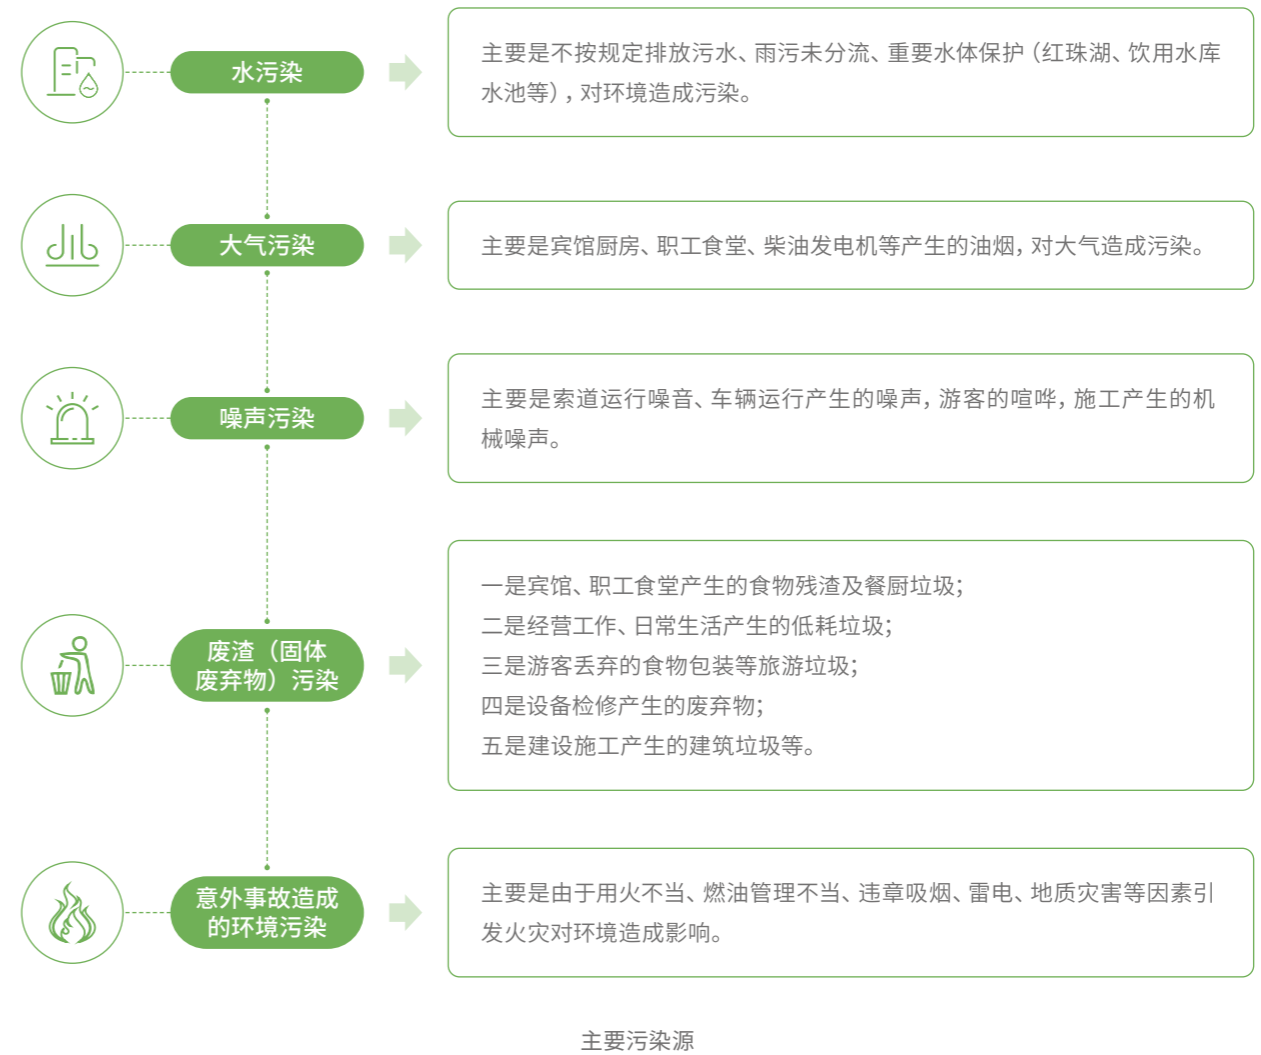 水污染
主要是不按规定排放污水、雨污未分流、重要水体保护（红珠湖、饮用水库
水池等），对环境造成污染。
大气污染
主要是宾馆厨房、职工食堂、柴油发电机等产生的油烟，对大气造成污染。
噪声污染
主要是索道运行噪音、车辆运行产生的噪声，游客的喧哗，施工产生的机
械噪声。
废渣（固体
废弃物）污染
一是宾馆、职工食堂产生的食物残渣及餐厨垃圾；
二是经营工作、日常生活产生的低耗垃圾；
三是游客丢弃的食物包装等旅游垃圾；
四是设备检修产生的废弃物；
五是建设施工产生的建筑垃圾等。
意外事故造成
的环境污染
主要是由于用火不当、燃油管理不当、违章吸烟、雷电、地质灾害等因素引
发火灾对环境造成影响。
主要污染源